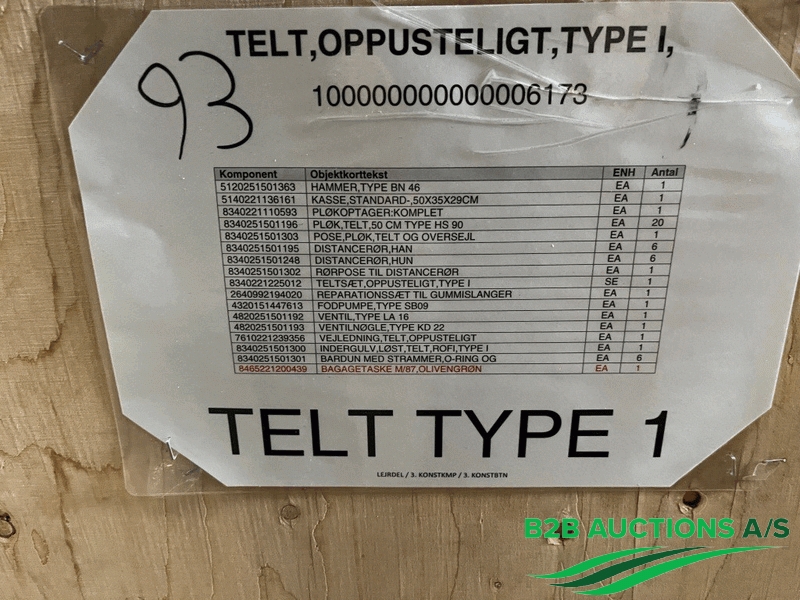 TELT,OPPUSTELIGT,TYPE I,
93
100000000000006173
Komponent Objektkorttekst ENH Antal
5120251501363 HAMMER,TYPE BN 46 EA 1
5140221136161 KASSE,STANDARD-,50X35X29CM EA 1
8340221110593 PLØKOPTAGER:KOMPLET EA 1
8340251501196 PLØK,TELT,50 CM TYPE HS 90 EA 20
8340251501303 POSE,PLØK,TELT OG OVERSEJL EA 1
8340251501195 DISTANCERØR,HAN EA 6
8340251501248 DISTANCERØR,HUN EA 6
8340251501302 RØRPOSE TIL DISTANCERØR EA 1
8340221225012 TELTSÆT,OPPUSTELIGT,TYPE I SE 1
2640992194020 REPARATIONSSÆT TIL GUMMISLANGER EA 1
4320151447613 FODPUMPE,TYPE SB09 EA 1
4820251501192 VENTIL,TYPE LA 16 EA 1
4820251501193 VENTILNØGLE,TYPE KD 22 EA 1
7610221239356 VEJLEDNING,TELT,OPPUSTELIGT EA 1
8340251501300 INDERGULV,LØST,TELT,ROFI,TYPE I EA 1
8340251501301 BARDUN MED STRAMMER,O-RING OG EA 6
8465221200439 BAGAGETASKE M/87,OLIVENGRØN EA 1
TELT TYPE 1
LEJRDEL / 3. KONSTKMP / 3. KONSTBTN
B2B AUCTIONS A/S